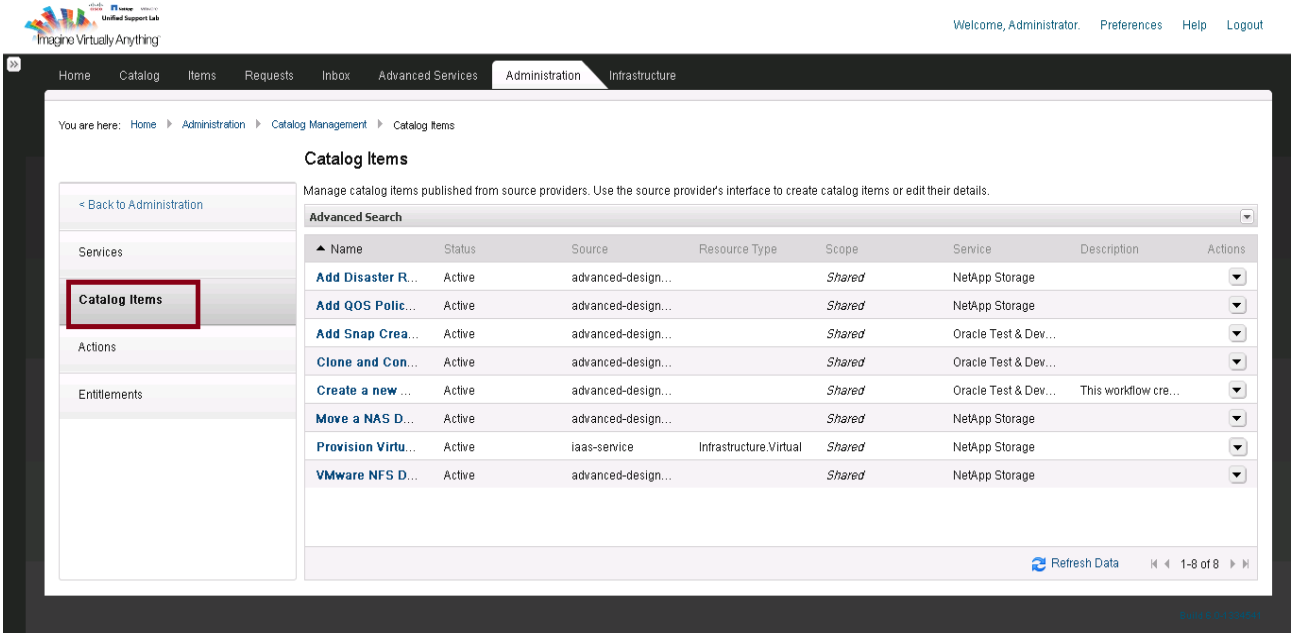 Unified Support Lab
Imagine Virtually Anything
Welcome, Administrator. Preferences Help Logout
Home Catalog Items Requests Inbox Advanced Services Administration Infrastructure
You are here: Home Administration Catalog Management Catalog Items
Catalog Items
Manage catalog items published from source providers. Use the source provider's interface to create catalog items or edit their details.
< Back to Administration
Services
Catalog Items
Actions
Entitlements
Advanced Search
Name Status Source Resource Type Scope Service Description Actions
Add Disaster R... Active advanced-design... Shared NetApp Storage
Add QOS Polic... Active advanced-design... Shared NetApp Storage
Add Snap Crea... Active advanced-design... Shared Oracle Test & Dev...
Clone and Con... Active advanced-design... Shared Oracle Test & Dev...
Create a new ... Active advanced-design... Shared Oracle Test & Dev... This workflow cre...
Move a NAS D... Active advanced-design... Shared NetApp Storage
Provision Virtu... Active iaas-service Infrastructure.Virtual Shared NetApp Storage
VMware NFS D... Active advanced-design... Shared NetApp Storage
Refresh Data 1-8 of 8